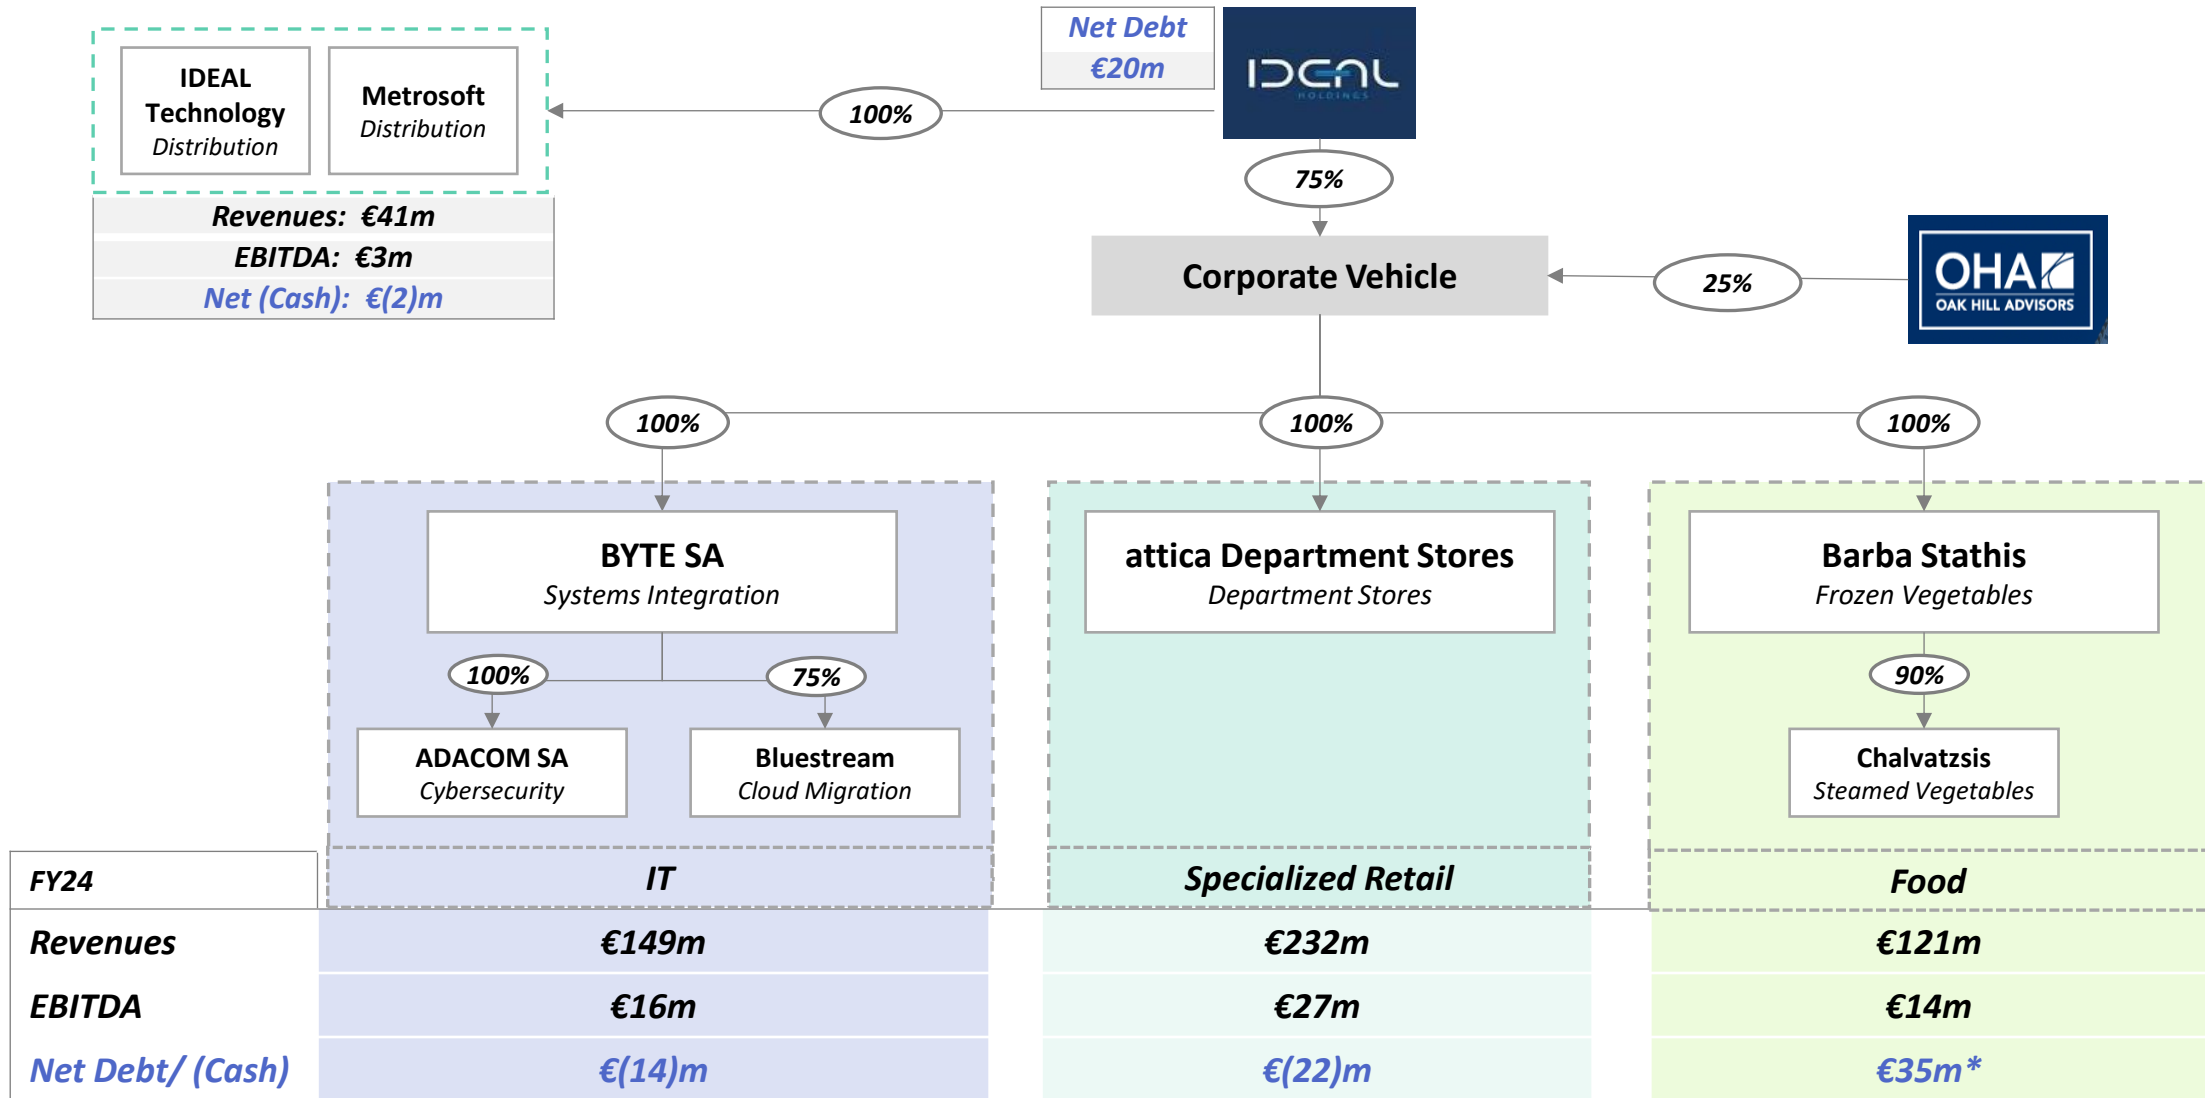 Net Debt
€20m
IDEAL
HOLDINGS
IDEAL
Technology
Distribution
Metrosoft
Distribution
100%
75%
Revenues: €41m
EBITDA: €3m
Net (Cash): €(2)m
Corporate Vehicle
25%
OHA
OAK HILL ADVISORS
100%
100%
100%
BYTE SA
Systems Integration
attica Department Stores
Department Stores
Barba Stathis
Frozen Vegetables
100%
75%
90%
ADACOM SA
Cybersecurity
Bluestream
Cloud Migration
Chalvatzsis
Steamed Vegetables
FY24 IT Specialized Retail Food
Revenues €149m €232m €121m
EBITDA €16m €27m €14m
Net Debt/ (Cash) €(14)m €(22)m €35m*